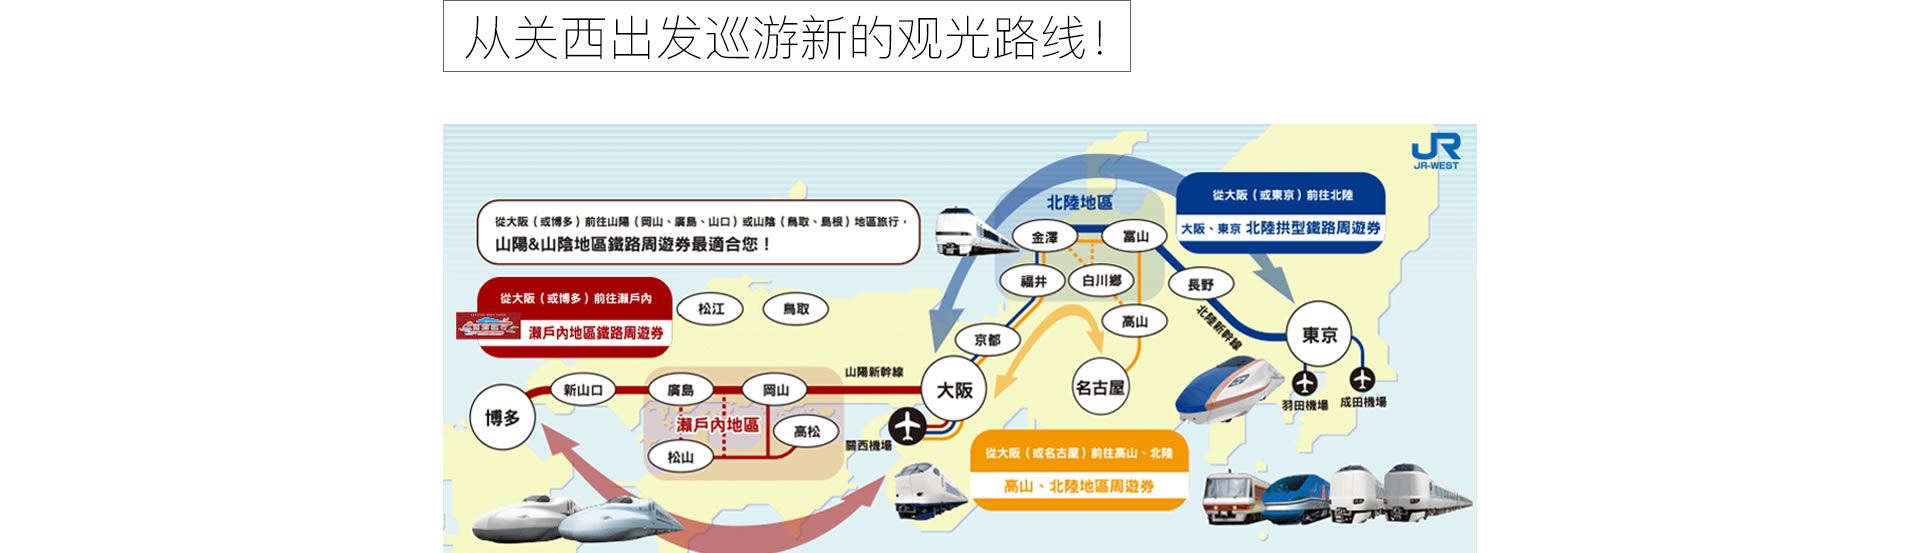 从关西出发巡游新的观光路线！
JR
JR-WEST
從大阪（或東京）前往北陸
大阪、東京 北陸拱型鐵路周遊券
從大阪（或博多）前往山陽（岡山、廣島、山口）或山陰（鳥取、島根）地區旅行，
山陽&山陰地區鐵路周遊券最適合您！
從大阪（或博多）前往瀨戶內
瀨戶內地區鐵路周遊券
北陸地區
金澤
富山
福井
白川鄉
長野
松江
鳥取
高山
北陸新幹線
東京
京都
山陽新幹線
大阪
名古屋
新山口
廣島
岡山
博多
瀨戶內地區
高松
松山
關西機場
羽田機場
成田機場
從大阪（或名古屋）前往高山、北陸
高山、北陸地區周遊券